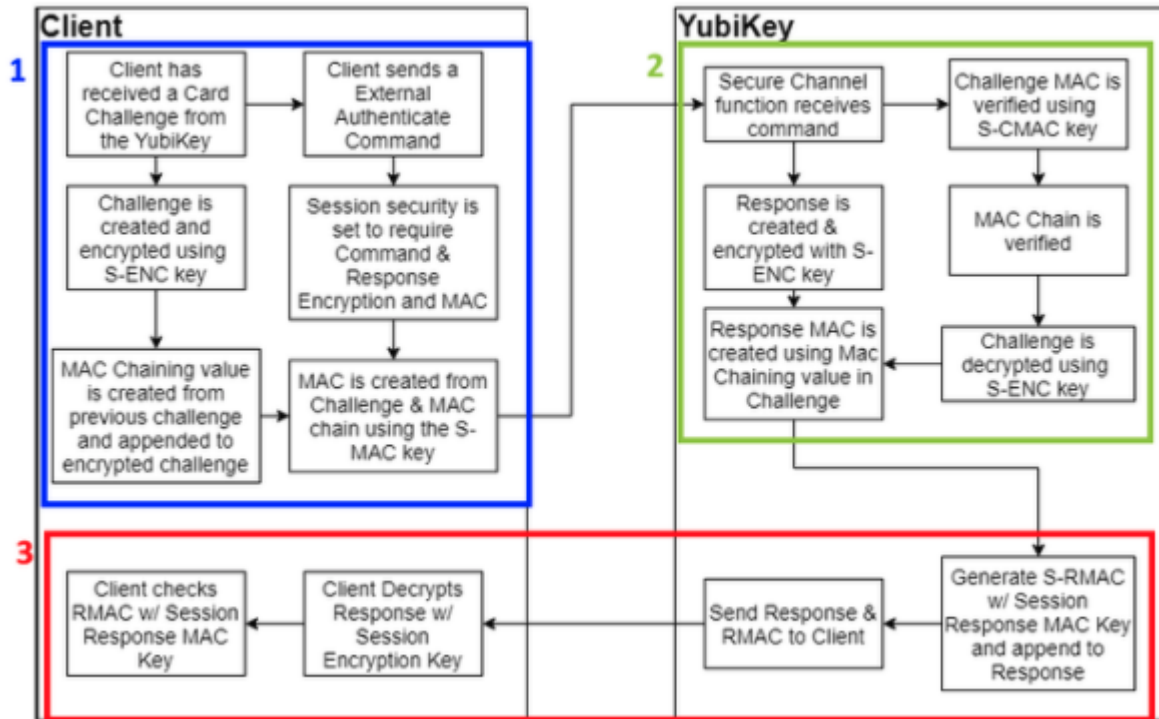 Client
1
Client has
received a Card
Challenge from
the YubiKey
Client sends a
External
Authenticate
Command
Challenge is
created and
encrypted using
S-ENC key
Session security is
set to require
Command &
Response
Encryption and MAC
MAC Chaining value
is created from
previous challenge
and appended to
encrypted challenge
MAC is created from
Challenge & MAC
chain using the S-
MAC key
YubiKey
2
Secure Channel
function receives
command
Challenge MAC is
verified using
S-CMAC key
Response is
created &
encrypted with S-
ENC key
MAC Chain is
verified
Response MAC is
created using Mac
Chaining value in
Challenge
Challenge is
decrypted using
S-ENC key
3
Client checks
RMAC w/ Session
Response MAC
Key
Client Decrypts
Response w/
Session
Encryption Key
Send Response &
RMAC to Client
Generate S-RMAC
w/ Session
Response MAC Key
and append to
Response